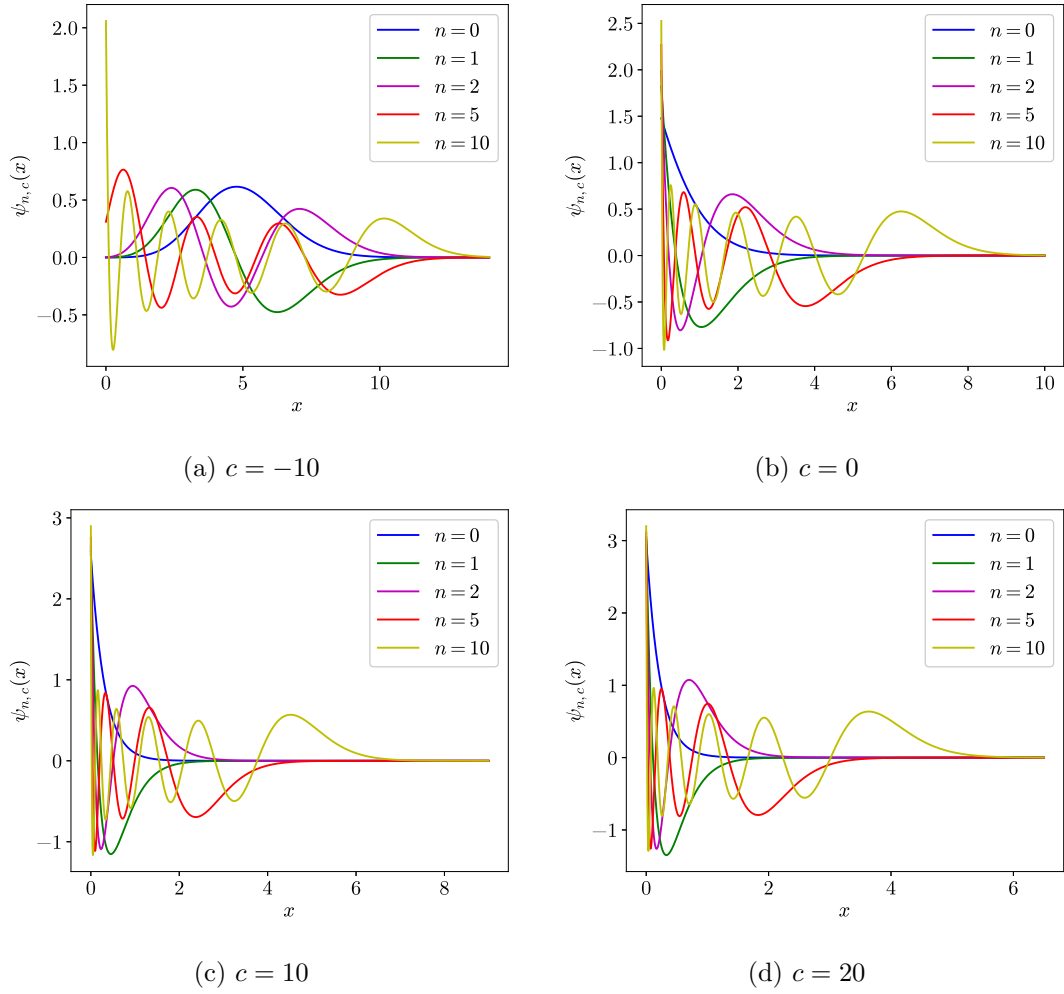 2.0
1.5
1.0
0.5
0.0
−0.5
ψn, c(x)
0
5
10
x
n = 0
n = 1
n = 2
n = 5
n = 10
(a) c = −10
2.5
2.0
1.5
1.0
0.5
0.0
−0.5
−1.0
ψn, c(x)
0
2
4
6
8
10
x
n = 0
n = 1
n = 2
n = 5
n = 10
(b) c = 0
3
2
1
0
−1
ψn, c(x)
0
2
4
6
8
x
n = 0
n = 1
n = 2
n = 5
n = 10
(c) c = 10
3
2
1
0
−1
ψn, c(x)
0
2
4
6
x
n = 0
n = 1
n = 2
n = 5
n = 10
(d) c = 20